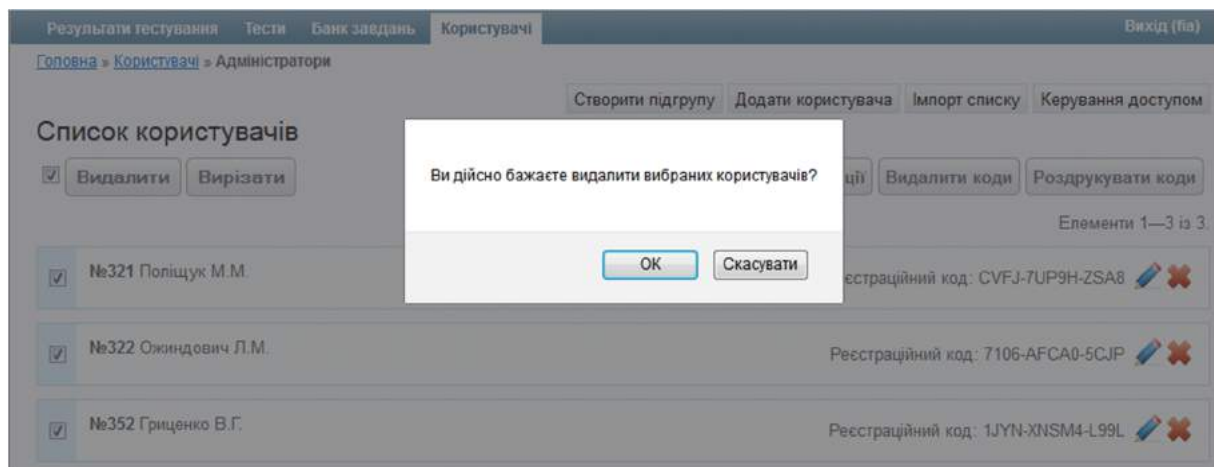 Результати тестування Тести Банк завдань Користувачі Вихід (fia)
Головна » Користувачі » Адміністратори
Створити підгрупу Додати користувача Імпорт списку Керування доступом
Список користувачів
Видалити Вирізати ції Видалити коди Роздрукувати коди
Ви дійсно бажаєте видалити вибраних користувачів?
Елементи 1—3 із 3.
OK Скасувати
№321 Поліщук М.М. єстраційний код: CVFJ-7UP9H-ZSA8
№322 Ожиндович Л.М. Реєстраційний код: 7106-AFCA0-5CJP
№352 Гриценко В.Г. Реєстраційний код: 1JYN-XNSM4-L99L